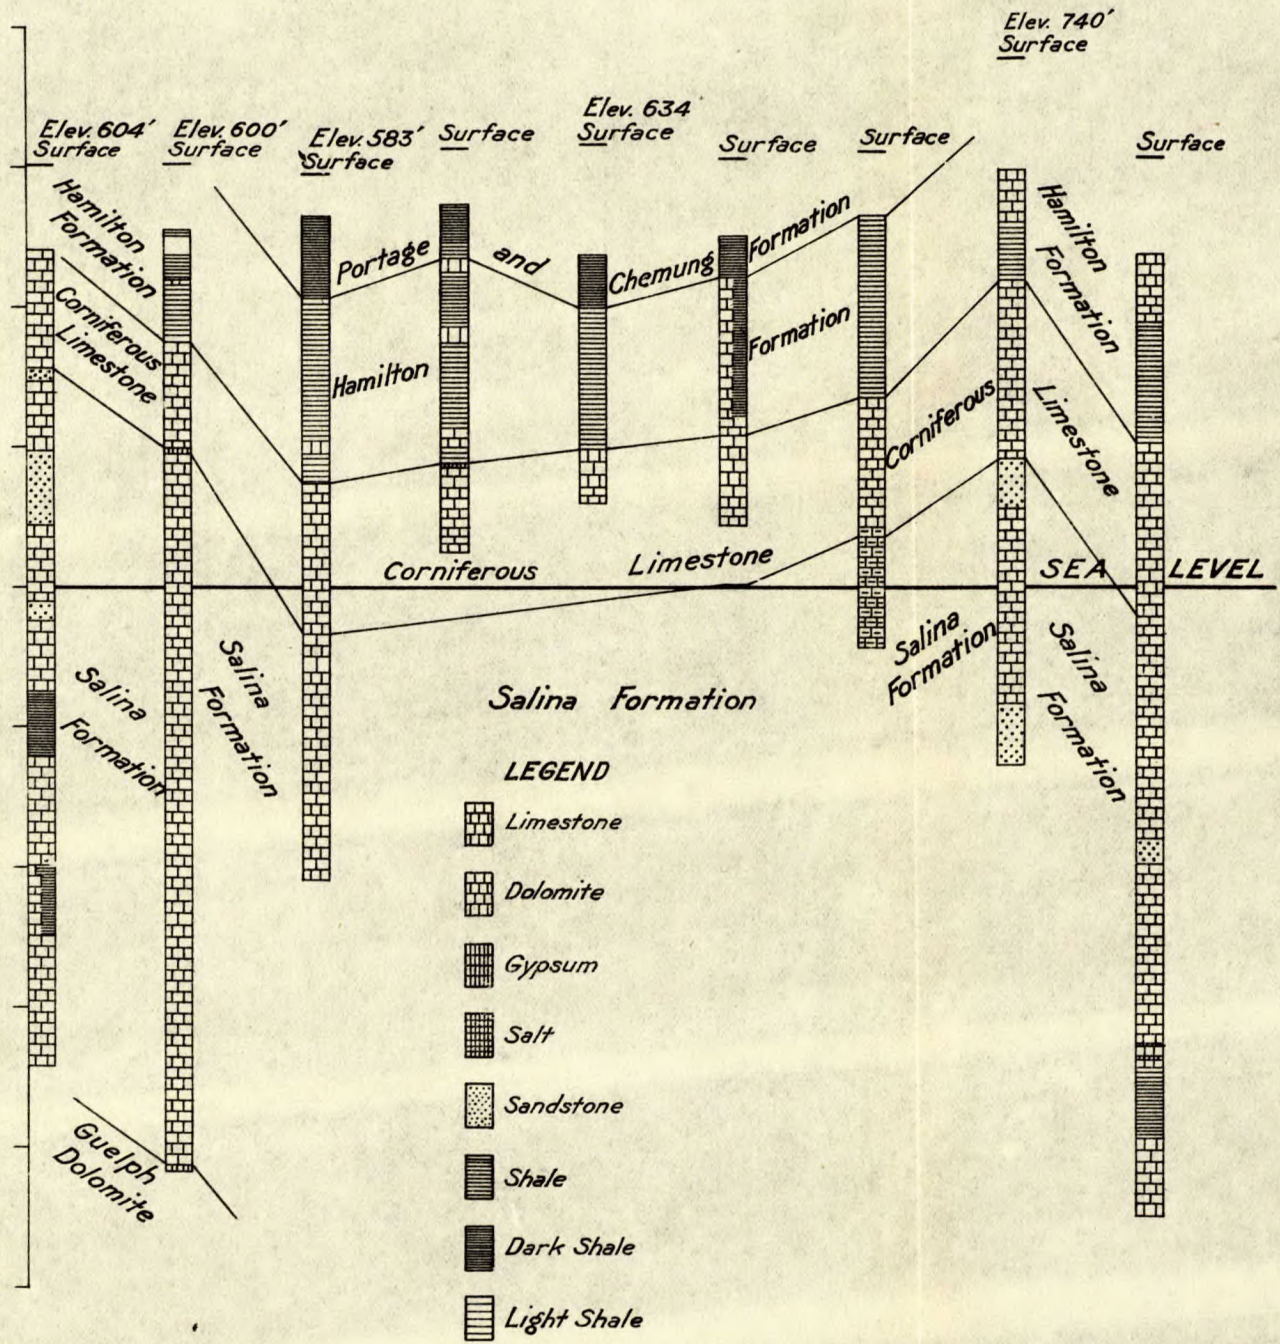 Elev. 740'
Surface
Elev. 604'
Surface
Elev. 600'
Surface
Elev. 583'
Surface
Surface
Elev. 634
Surface
Surface
Surface
Surface
Hamilton
Formation
Corniferous
Limestone
Portage
and
Chemung
Formation
Hamilton
Formation
Corniferous
Hamilton
Formation
Limestone
Corniferous
Limestone
SEA
LEVEL
Salina
Formation
Salina
Formation
Salina Formation
Salina
Formation
Salina
Formation
Guelph
Dolomite
LEGEND
Limestone
Dolomite
Gypsum
Salt
Sandstone
Shale
Dark Shale
Light Shale